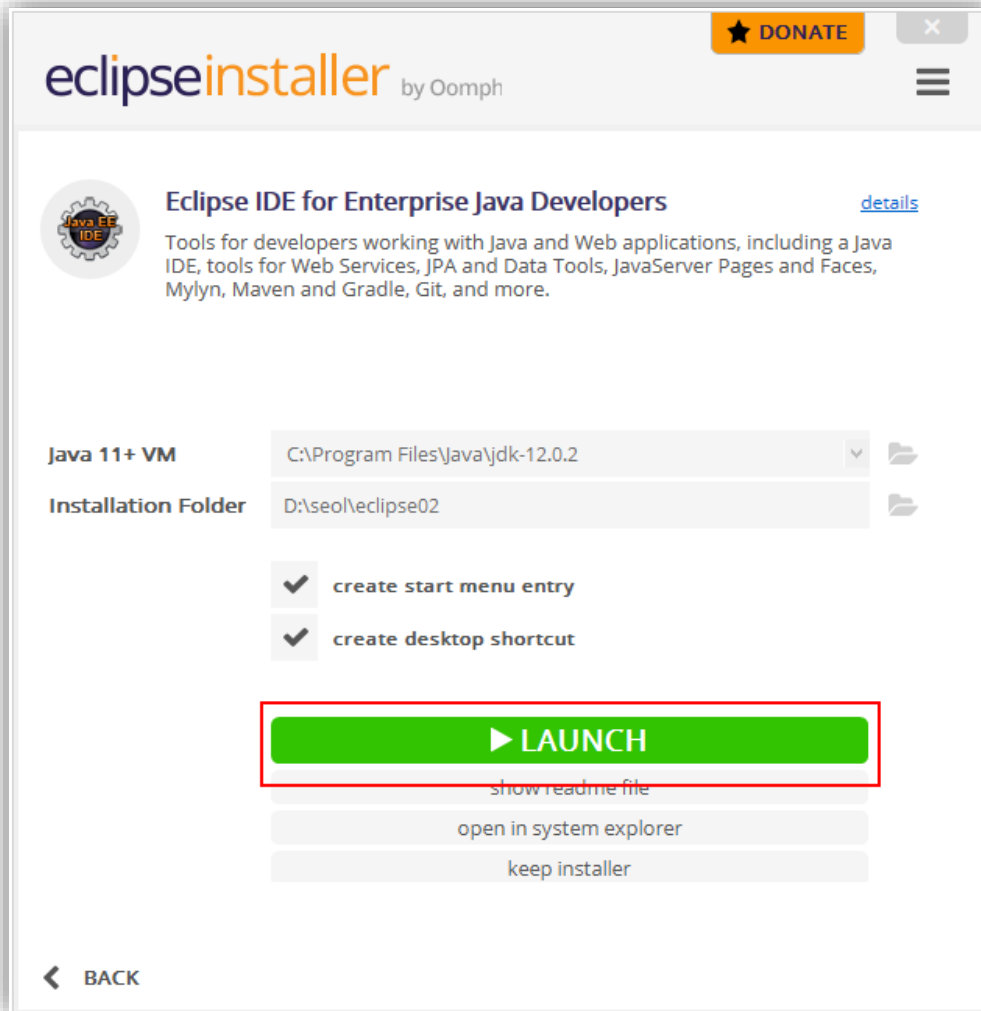 ★ DONATE
eclipseinstaller by Oomph
Java EE
IDE
Eclipse IDE for Enterprise Java Developers
details
Tools for developers working with Java and Web applications, including a Java
IDE, tools for Web Services, JPA and Data Tools, JavaServer Pages and Faces,
Mylyn, Maven and Gradle, Git, and more.
Java 11+ VM C:\Program Files\Java\jdk-12.0.2
Installation Folder D:\seol\eclipse02
create start menu entry
create desktop shortcut
LAUNCH
show readme file
open in system explorer
keep installer
BACK